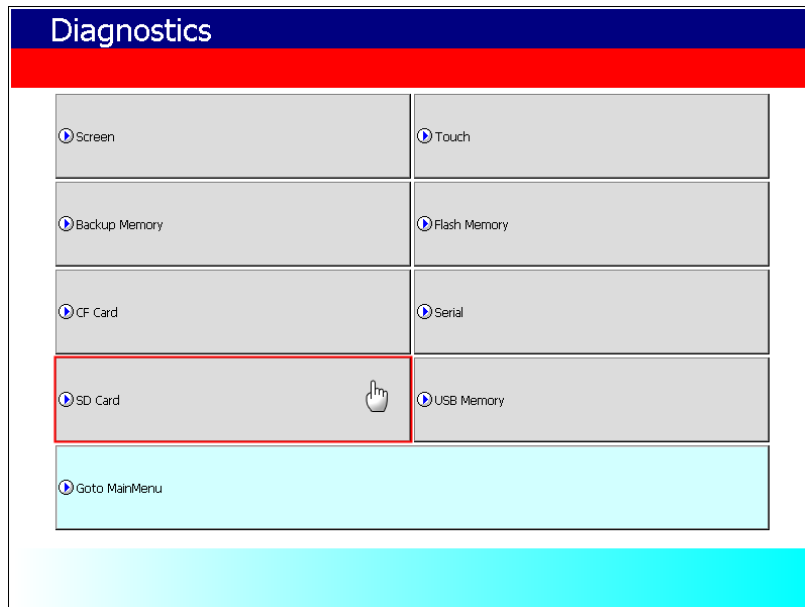 Diagnostics
Screen
Touch
Backup Memory
Flash Memory
CF Card
Serial
SD Card
USB Memory
Goto MainMenu